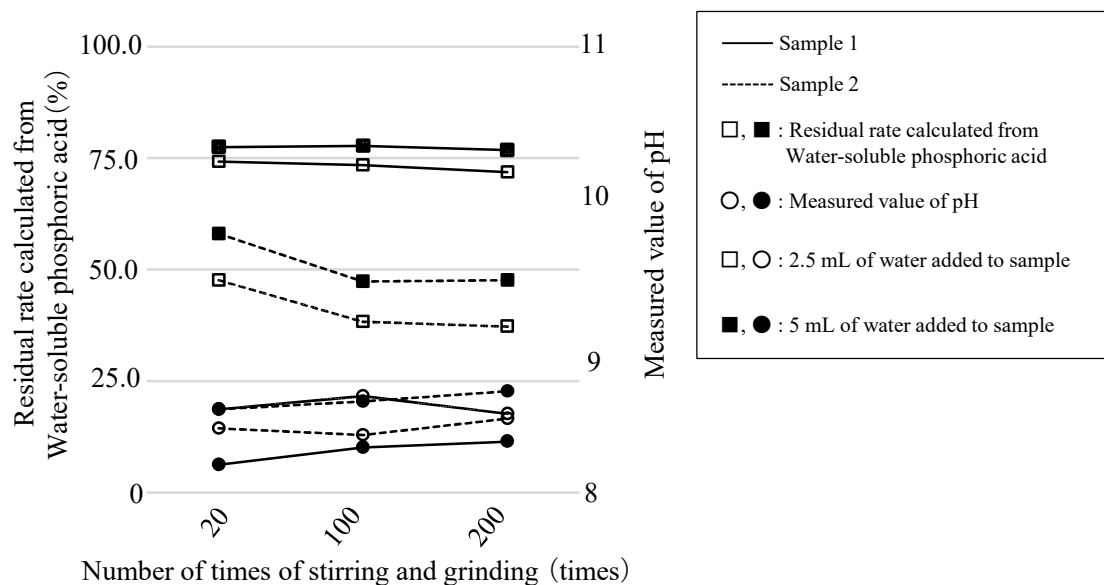 Residual rate calculated from
Water-soluble phosphoric acid (%)
100.0
75.0
50.0
25.0
0
11
10
9
8
Measured value of pH
20
100
200
Number of times of stirring and grinding (times)
Sample 1
Sample 2
□, ■ : Residual rate calculated from
Water-soluble phosphoric acid
○, ● : Measured value of pH
□, ○ : 2.5 mL of water added to sample
■, ● : 5 mL of water added to sample